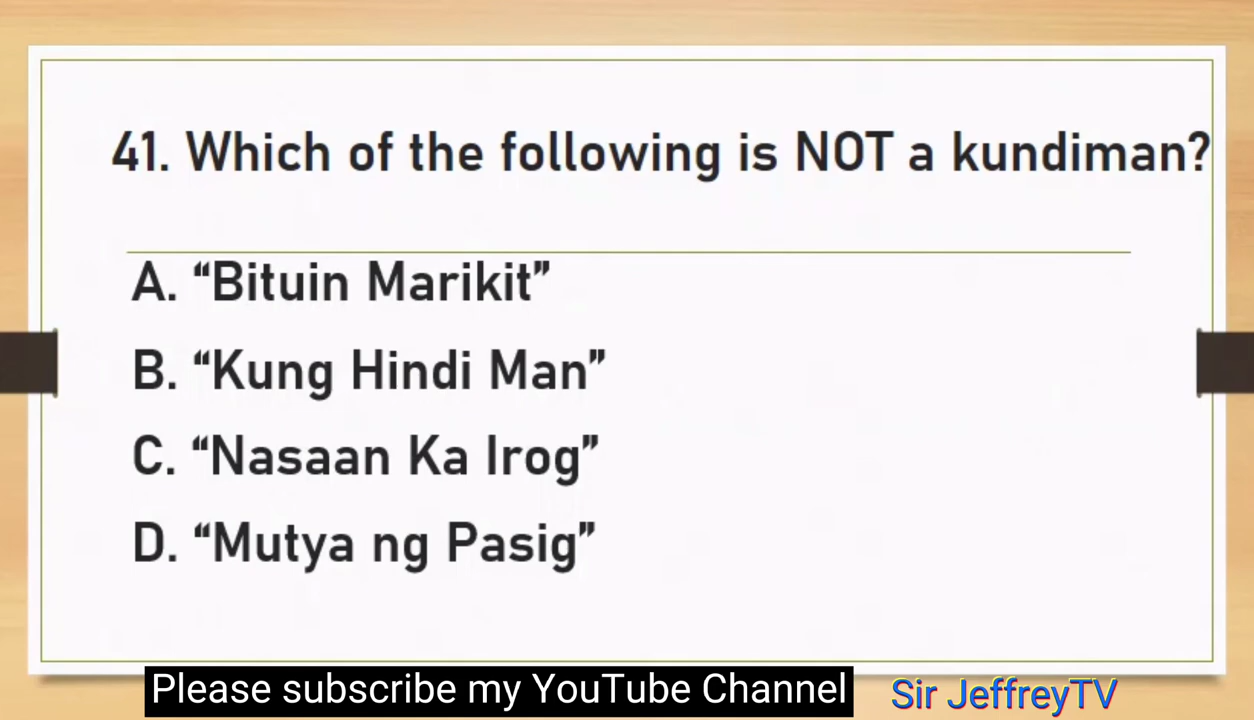 41. Which of the following is NOT a kundiman?
A. “Bituin Marikit”
B. “Kung Hindi Man”
C. “Nasaan Ka Irog”
D. “Mutya ng Pasig”
Please subscribe my YouTube Channel
Sir JeffreyTV